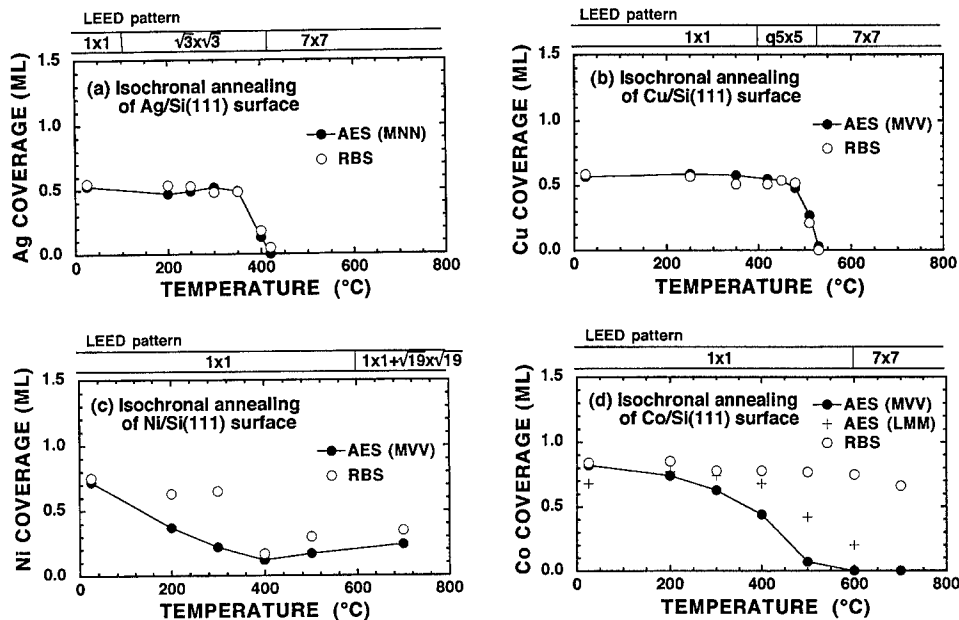 LEED pattern
1x1 √3x√3 7x7
1.5
1.0
0.5
0.0
Ag COVERAGE (ML)
(a) Isochronal annealing
of Ag/Si(111) surface
AES (MNN)
RBS
0 200 400 600 800
TEMPERATURE (°C)
LEED pattern
1x1 q5x5 7x7
1.5
1.0
0.5
0.0
Cu COVERAGE (ML)
(b) Isochronal annealing
of Cu/Si(111) surface
AES (MVV)
RBS
0 200 400 600 800
TEMPERATURE (°C)
LEED pattern
1x1 1x1+√19x√19
1.5
1.0
0.5
0.0
Ni COVERAGE (ML)
(c) Isochronal annealing
of Ni/Si(111) surface
AES (MVV)
RBS
0 200 400 600 800
TEMPERATURE (°C)
LEED pattern
1x1 7x7
1.5
1.0
0.5
0.0
Co COVERAGE (ML)
(d) Isochronal annealing
of Co/Si(111) surface
AES (MVV)
AES (LMM)
RBS
0 200 400 600 800
TEMPERATURE (°C)